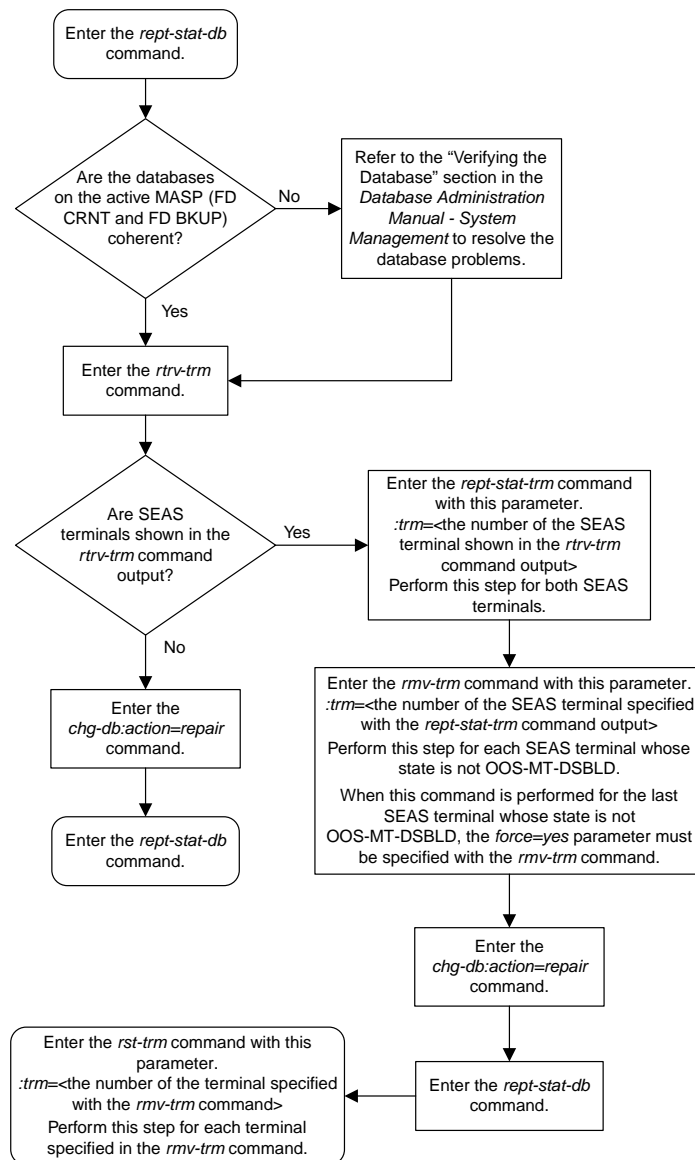 Enter the rept-stat-db
command.
Are the databases
on the active MASP (FD
CRNT and FD BKUP)
coherent?
No
Refer to the “Verifying the
Database” section in the
Database Administration
Manual - System
Management to resolve the
database problems.
Yes
Enter the rtrv-trm
command.
Are SEAS
terminals shown in the
rtrv-trm command
output?
Yes
Enter the rept-stat-trm command
with this parameter.
:trm=<the number of the SEAS
terminal shown in the rtrv-trm
command output>
Perform this step for both SEAS
terminals.
No
Enter the
chg-db:action=repair
command.
Enter the rept-stat-db
command.
Enter the rmv-trm command with this parameter.
:trm=<the number of the SEAS terminal specified
with the rept-stat-trm command output>
Perform this step for each SEAS terminal whose
state is not OOS-MT-DSBLD.
When this command is performed for the last
SEAS terminal whose state is not
OOS-MT-DSBLD, the force=yes parameter must
be specified with the rmv-trm command.
Enter the
chg-db:action=repair
command.
Enter the rept-stat-db
command.
Enter the rst-trm command with this
parameter.
:trm=<the number of the terminal specified
with the rmv-trm command>
Perform this step for each terminal
specified in the rmv-trm command.